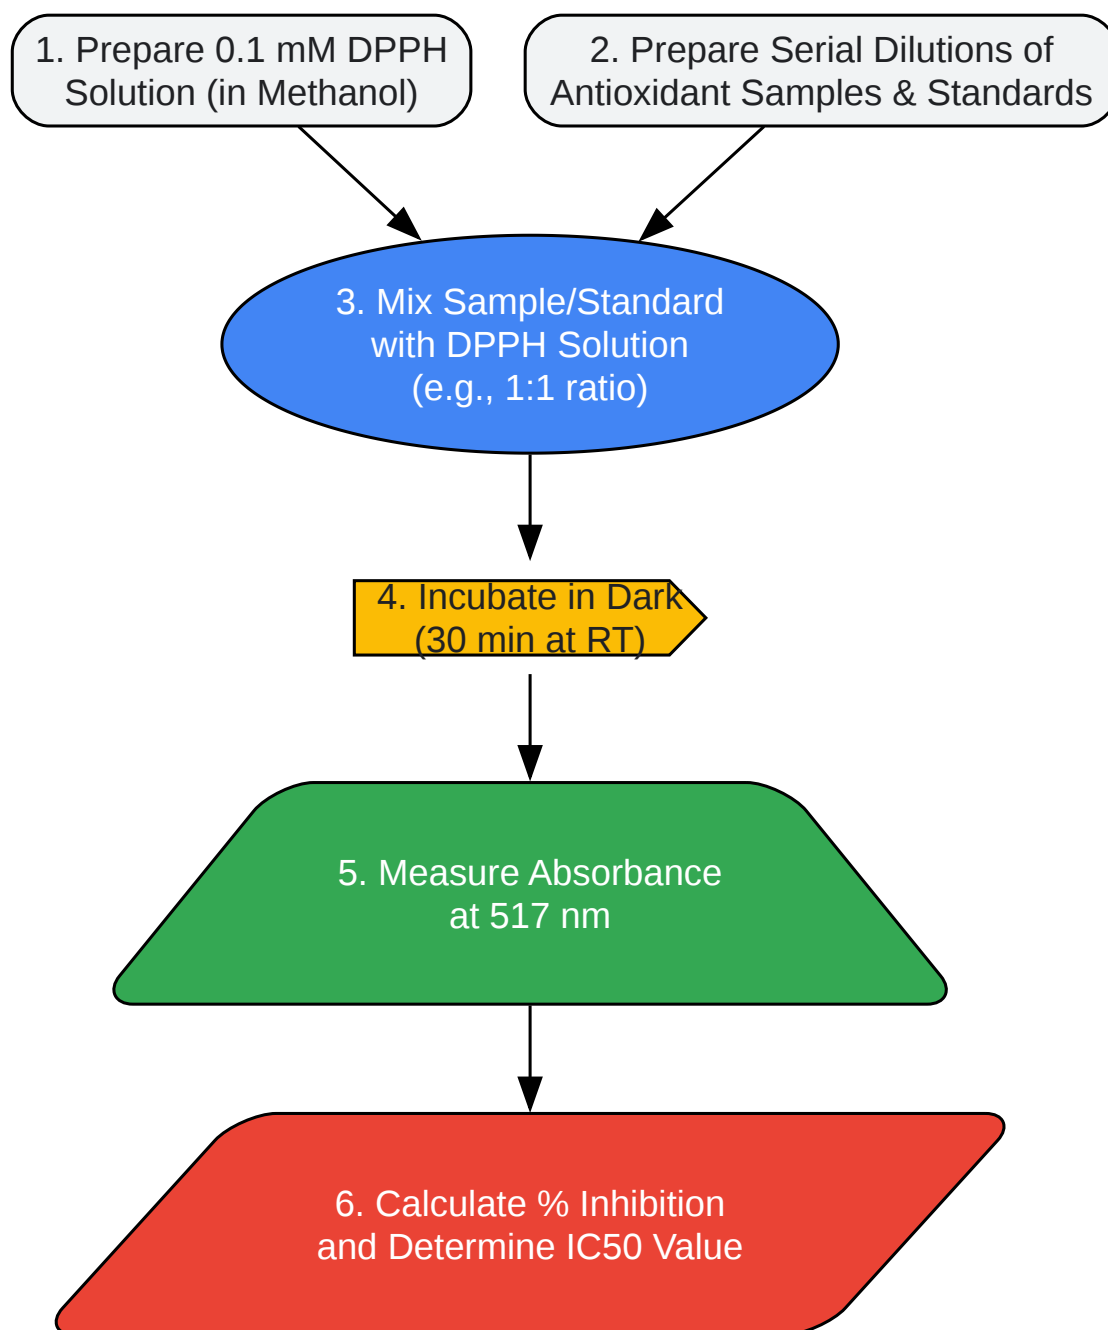 1. Prepare 0.1 mM DPPH
Solution (in Methanol)
2. Prepare Serial Dilutions of
Antioxidant Samples & Standards
3. Mix Sample/Standard
with DPPH Solution
(e.g., 1:1 ratio)
4. Incubate in Dark
(30 min at RT)
5. Measure Absorbance
at 517 nm
6. Calculate % Inhibition
and Determine IC50 Value